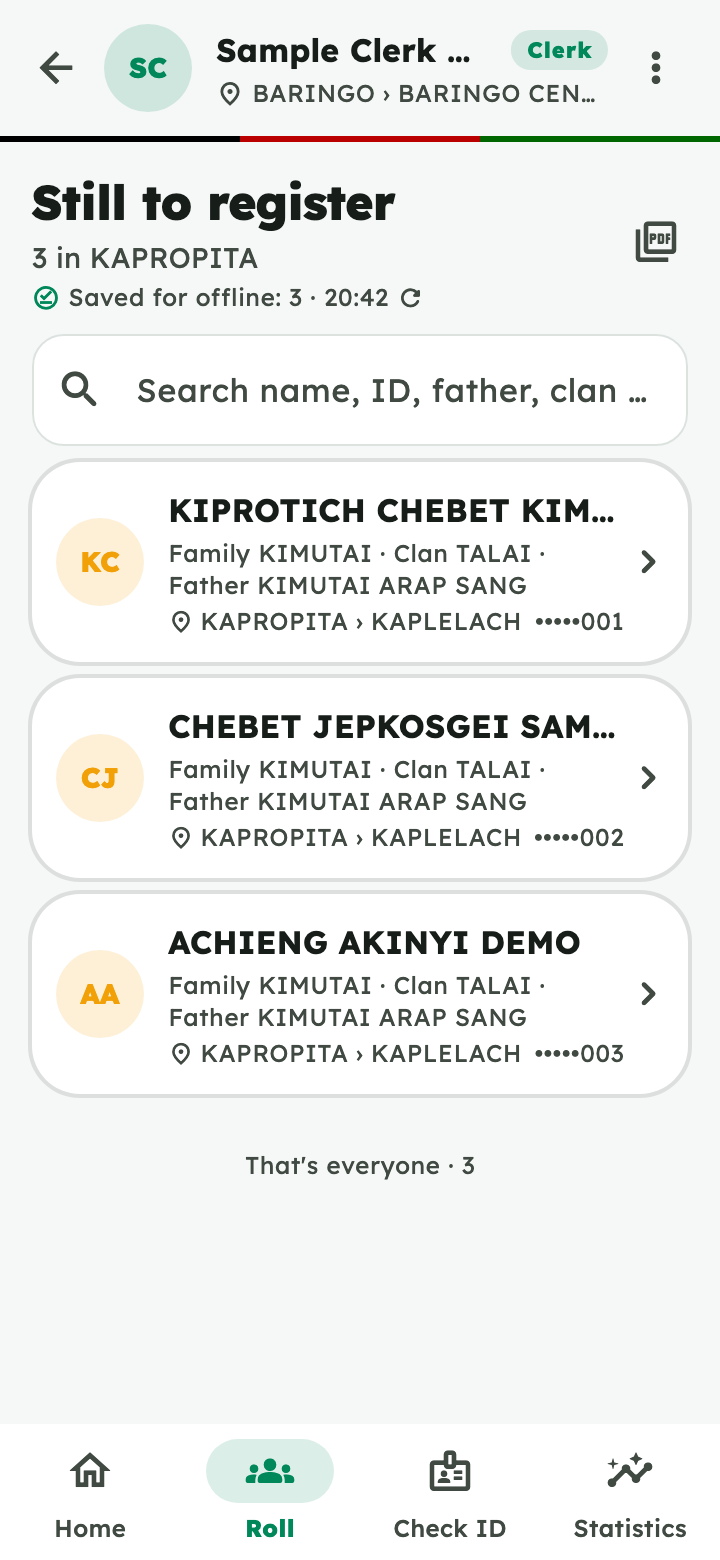 SC
Sample Clerk ...
Clerk
BARINGO › BARINGO CEN...
Still to register
3 in KAPROPITA
PDF
Saved for offline: 3 · 20:42
Search name, ID, father, clan ...
KC
KIPROTICH CHEBET KIM...
Family KIMUTAI · Clan TALAI ·
Father KIMUTAI ARAP SANG
KAPROPITA › KAPLELACH •••••001
CJ
CHEBET JEPKOSGEI SAM...
Family KIMUTAI · Clan TALAI ·
Father KIMUTAI ARAP SANG
KAPROPITA › KAPLELACH •••••002
AA
ACHIENG AKINYI DEMO
Family KIMUTAI · Clan TALAI ·
Father KIMUTAI ARAP SANG
KAPROPITA › KAPLELACH •••••003
That's everyone · 3
Home
Roll
Check ID
Statistics